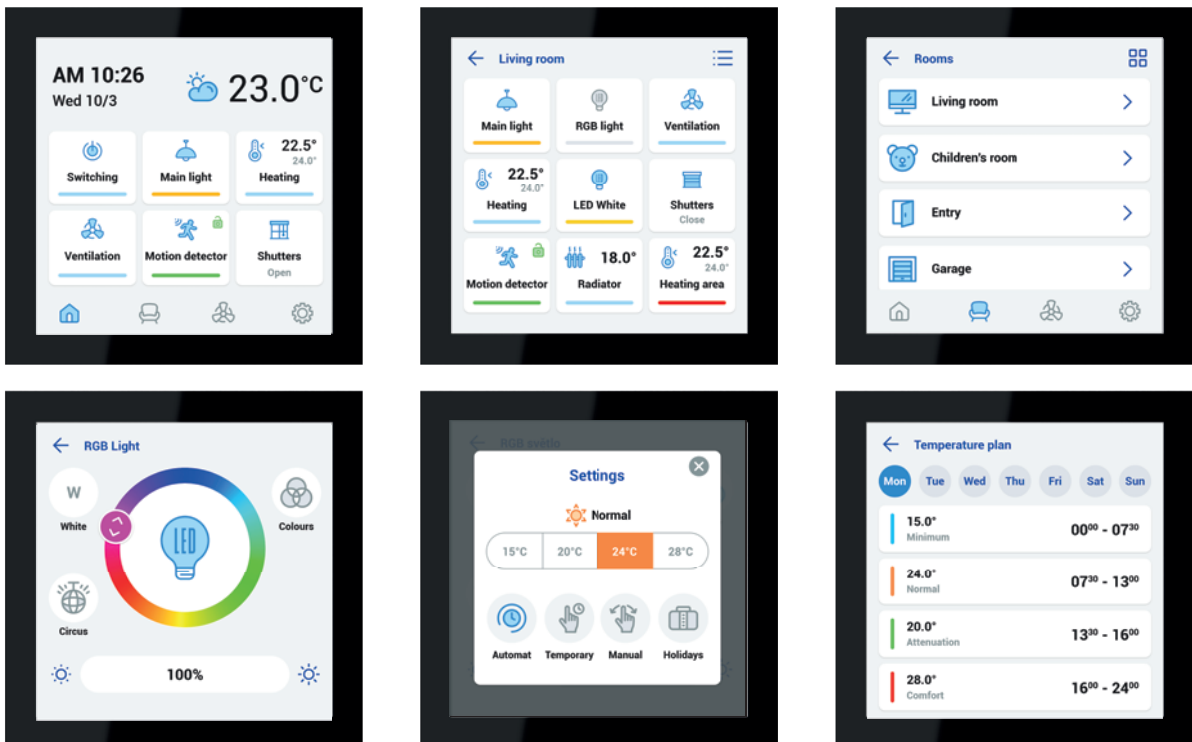 AM 10:26
Wed 10/3
23.0°C
Switching
Main light
22.5°
24.0°
Heating
Ventilation
Motion detector
Shutters
Open
Living room
Main light
RGB light
Ventilation
22.5°
24.0°
Heating
LED White
Shutters
Close
Motion detector
18.0°
Radiator
22.5°
24.0°
Heating area
Rooms
Living room
Children's room
Entry
Garage
RGB Light
W
White
Colours
LED
Circus
100%
RGB světlo
Settings
Normal
15°C 20°C 24°C 28°C
Automat Temporary Manual Holidays
Temperature plan
Mon Tue Wed Thu Fri Sat Sun
15.0°
Minimum
00⁰⁰ - 07³⁰
24.0°
Normal
07³⁰ - 13⁰⁰
20.0°
Attenuation
13³⁰ - 16⁰⁰
28.0°
Comfort
16⁰⁰ - 24⁰⁰